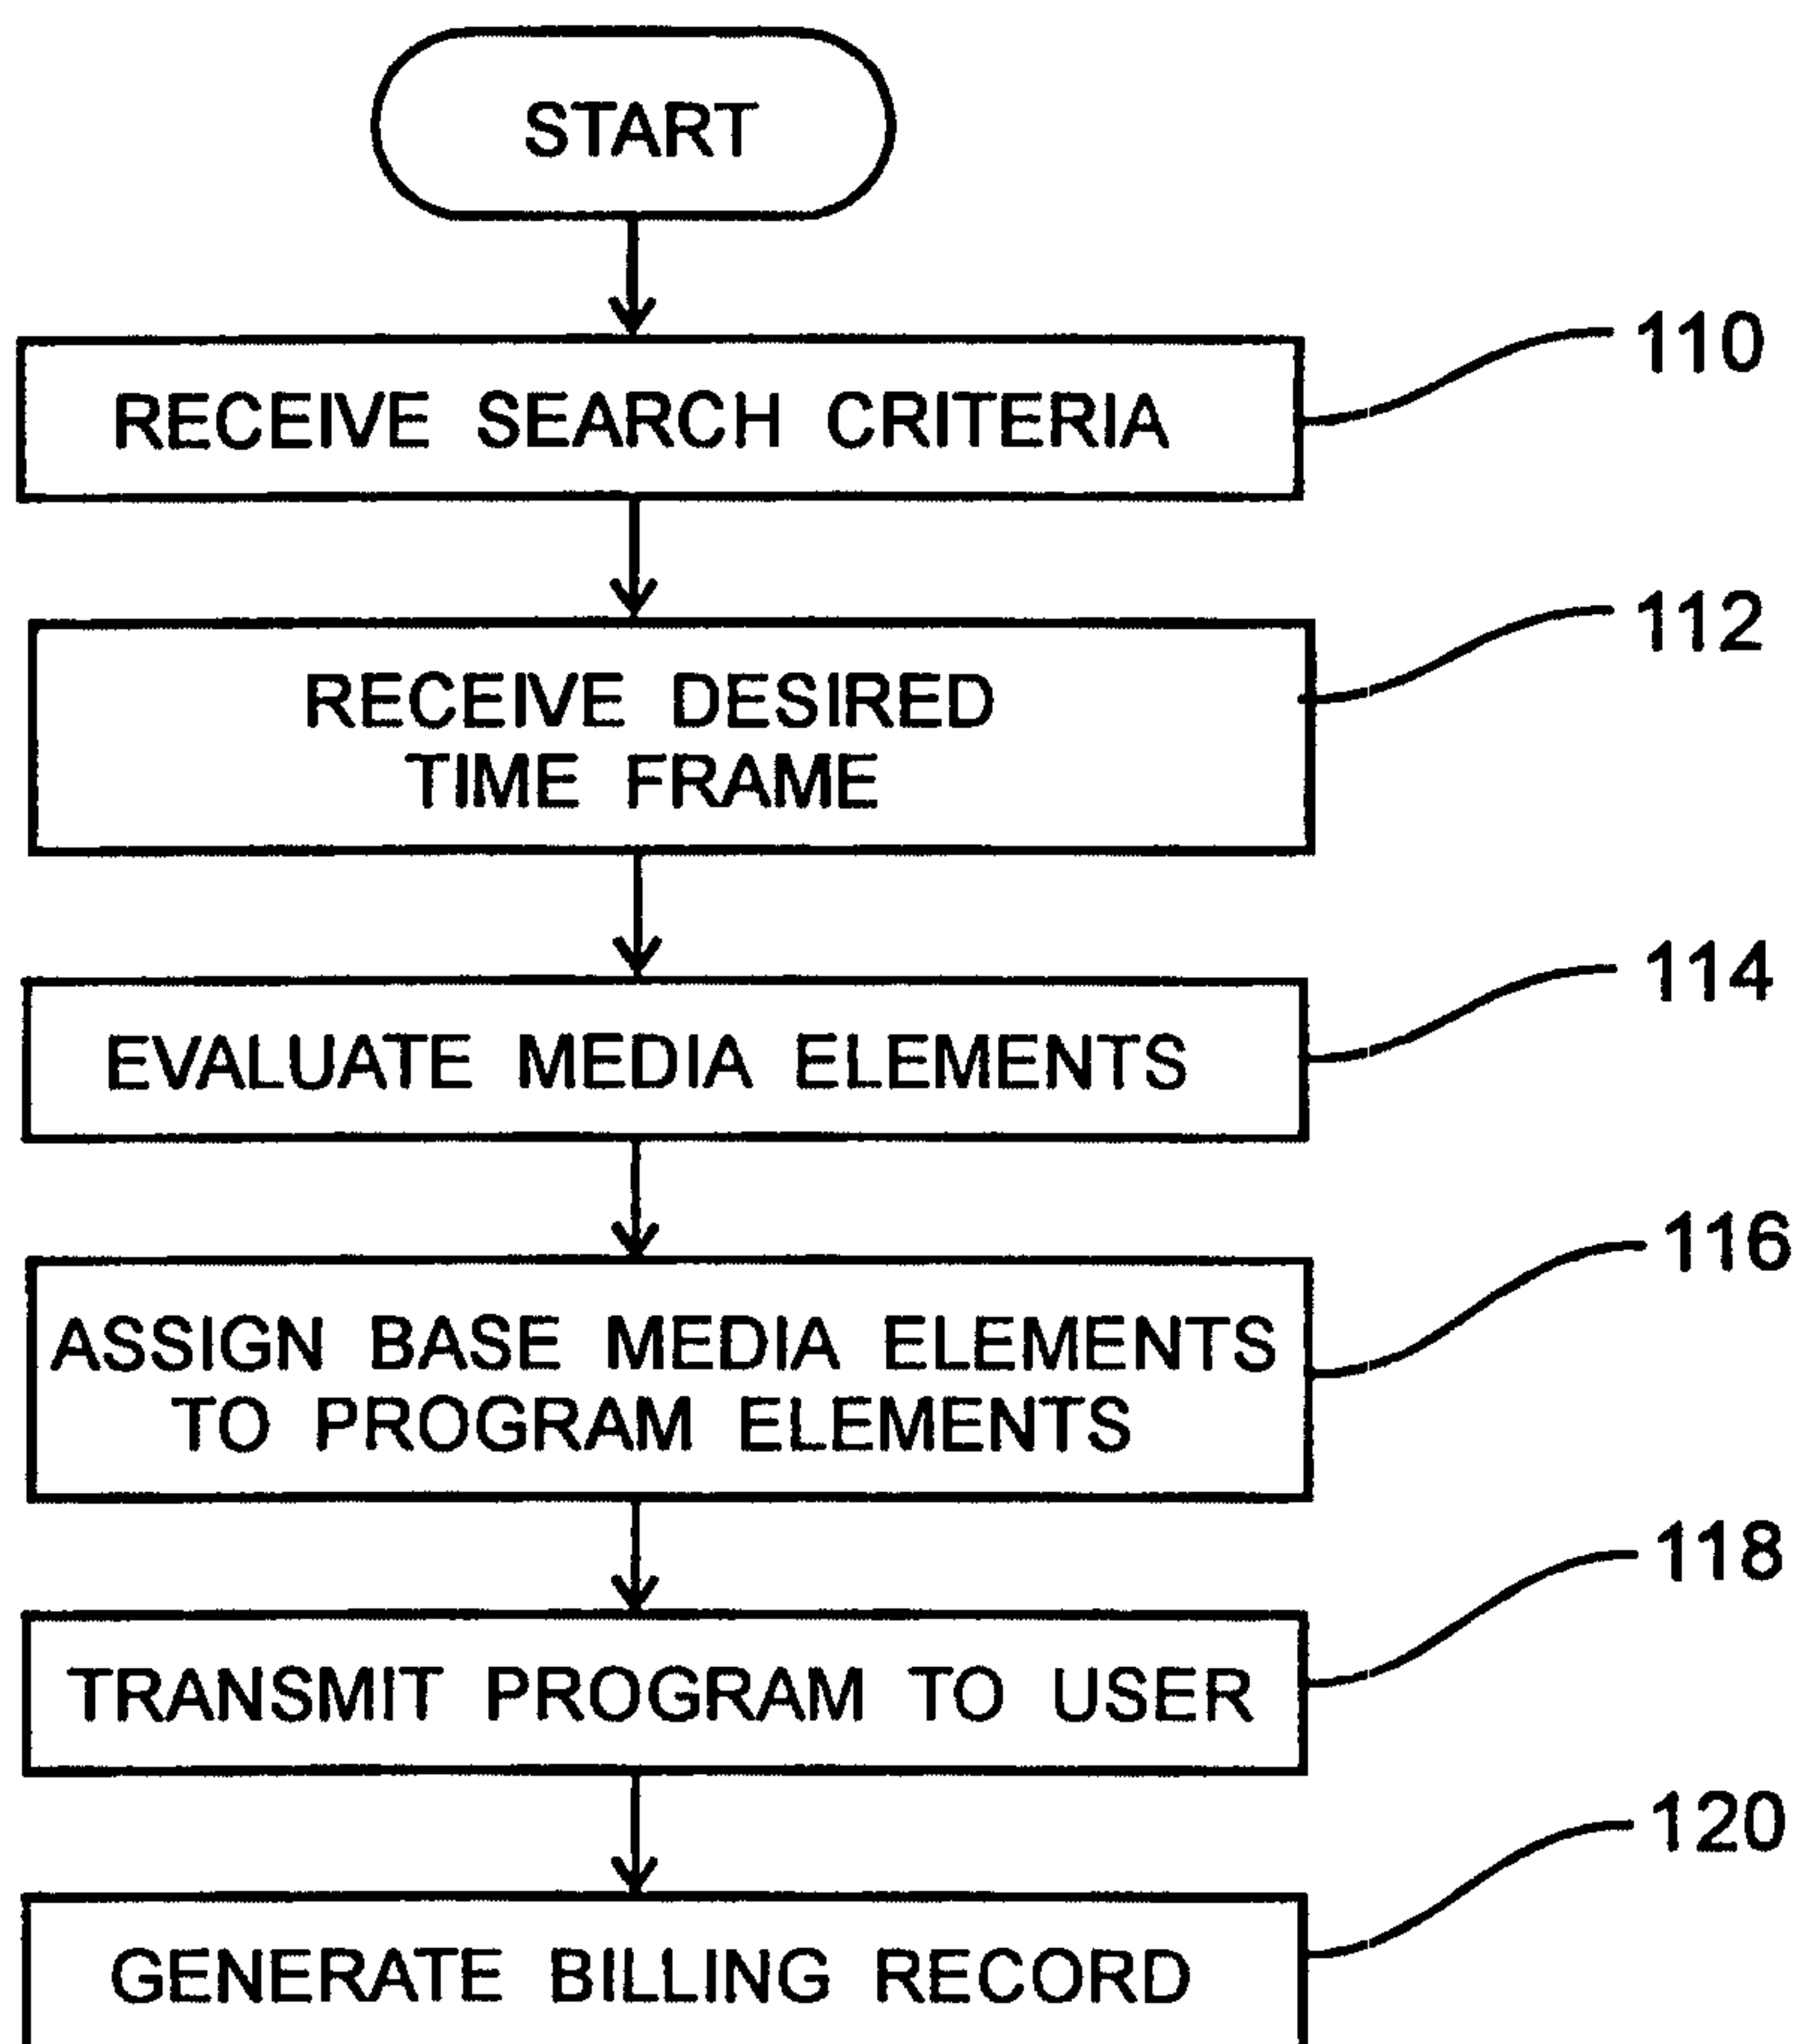 START
110
RECEIVE SEARCH CRITERIA
112
RECEIVE DESIRED
TIME FRAME
114
EVALUATE MEDIA ELEMENTS
116
ASSIGN BASE MEDIA ELEMENTS
TO PROGRAM ELEMENTS
118
TRANSMIT PROGRAM TO USER
120
GENERATE BILLING RECORD